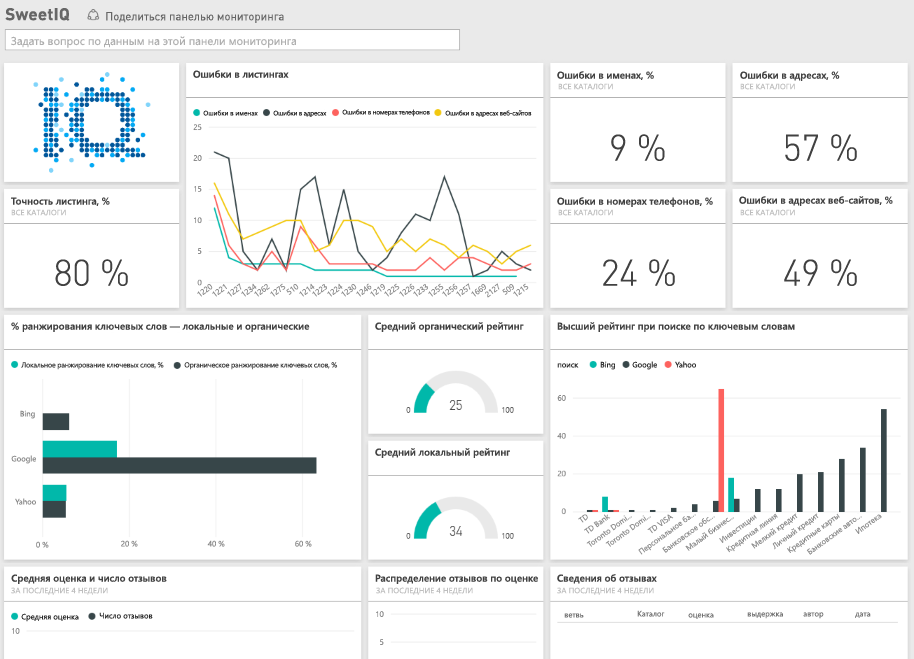 SweetIQ Поделиться панелью мониторинга
Задать вопрос по данным на этой панели мониторинга
IQ
Точность листинга, %
ВСЕ КАТАЛОГИ
80 %
Ошибки в листингах
Ошибки в именах Ошибки в адресах Ошибки в номерах телефонов Ошибки в адресах веб-сайтов
25
20
15
10
5
0
1220 1221 1227 1234 1262 1275 510 1214 1223 1224 1230 1246 1219 1225 1226 1233 1255 1256 1257 1669 2127 509 1215
Ошибки в именах, %
ВСЕ КАТАЛОГИ
9 %
Ошибки в адресах, %
ВСЕ КАТАЛОГИ
57 %
Ошибки в номерах телефонов, %
ВСЕ КАТАЛОГИ
24 %
Ошибки в адресах веб-сайтов, %
ВСЕ КАТАЛОГИ
49 %
% ранжирования ключевых слов — локальные и органические
Локальное ранжирование ключевых слов, % Органическое ранжирование ключевых слов, %
Bing
Google
Yahoo
0 % 20 % 40 % 60 %
Средний органический рейтинг
0 25 100
Средний локальный рейтинг
0 34 100
Высший рейтинг при поиске по ключевым словам
поиск Bing Google Yahoo
60
40
20
0
TD TD Bank Toronto Domi... Toronto Domi... TD VISA Персональное ба... Банковское обс... Малый бизнес... Инвестиции Кредитная линия Мелкий кредит Личный кредит Кредитные карты Банковские авто... Ипотека
Средняя оценка и число отзывов
ЗА ПОСЛЕДНИЕ 4 НЕДЕЛИ
Средняя оценка Число отзывов
10
Распределение отзывов по оценке
ЗА ПОСЛЕДНИЕ 4 НЕДЕЛИ
10
5
Сведения об отзывах
ЗА ПОСЛЕДНИЕ 4 НЕДЕЛИ
ветвь Каталог оценка выдержка автор дата